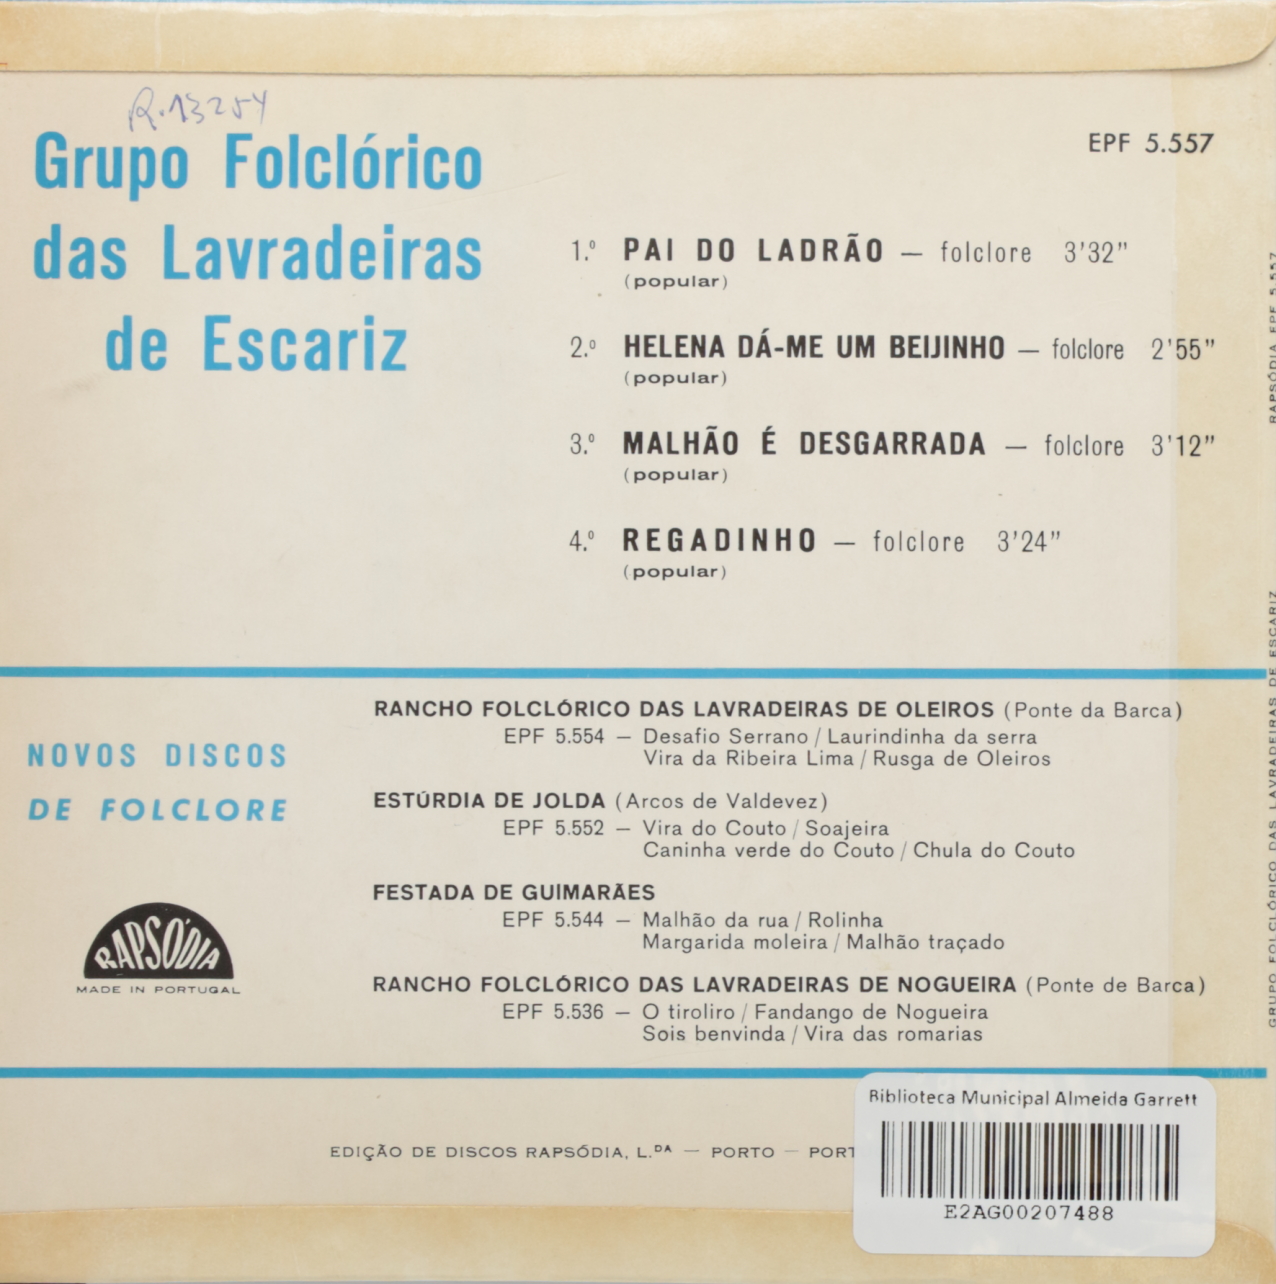 R.13254
Grupo Folclórico
das Lavradeiras
de Escariz
EPF 5.557
1.º PAI DO LADRÃO — folclore 3'32"
(popular)
2.º HELENA DÁ-ME UM BEIJINHO — folclore 2'55"
(popular)
3.º MALHÃO É DESGARRADA — folclore 3'12"
(popular)
4.º REGADINHO — folclore 3'24"
(popular)
NOVOS DISCOS
DE FOLCLORE
RAPSÓDIA
MADE IN PORTUGAL
RANCHO FOLCLÓRICO DAS LAVRADEIRAS DE OLEIROS (Ponte da Barca)
EPF 5.554 — Desafio Serrano / Laurindinha da serra
Vira da Ribeira Lima / Rusga de Oleiros
ESTÚRDIA DE JOLDA (Arcos de Valdevez)
EPF 5.552 — Vira do Couto / Soajeira
Caninha verde do Couto / Chula do Couto
FESTADA DE GUIMARÃES
EPF 5.544 — Malhão da rua / Rolinha
Margarida moleira / Malhão traçado
RANCHO FOLCLÓRICO DAS LAVRADEIRAS DE NOGUEIRA (Ponte de Barca)
EPF 5.536 — O tiroliro / Fandango de Nogueira
Sois benvinda / Vira das romarias
EDIÇÃO DE DISCOS RAPSÓDIA, L.DA — PORTO — PORT
Biblioteca Municipal Almeida Garrett
E2AG00207488
GRUPO FOLCLÓRICO DAS LAVRADEIRAS DE ESCARIZ RAPSÓDIA EPF 5.557